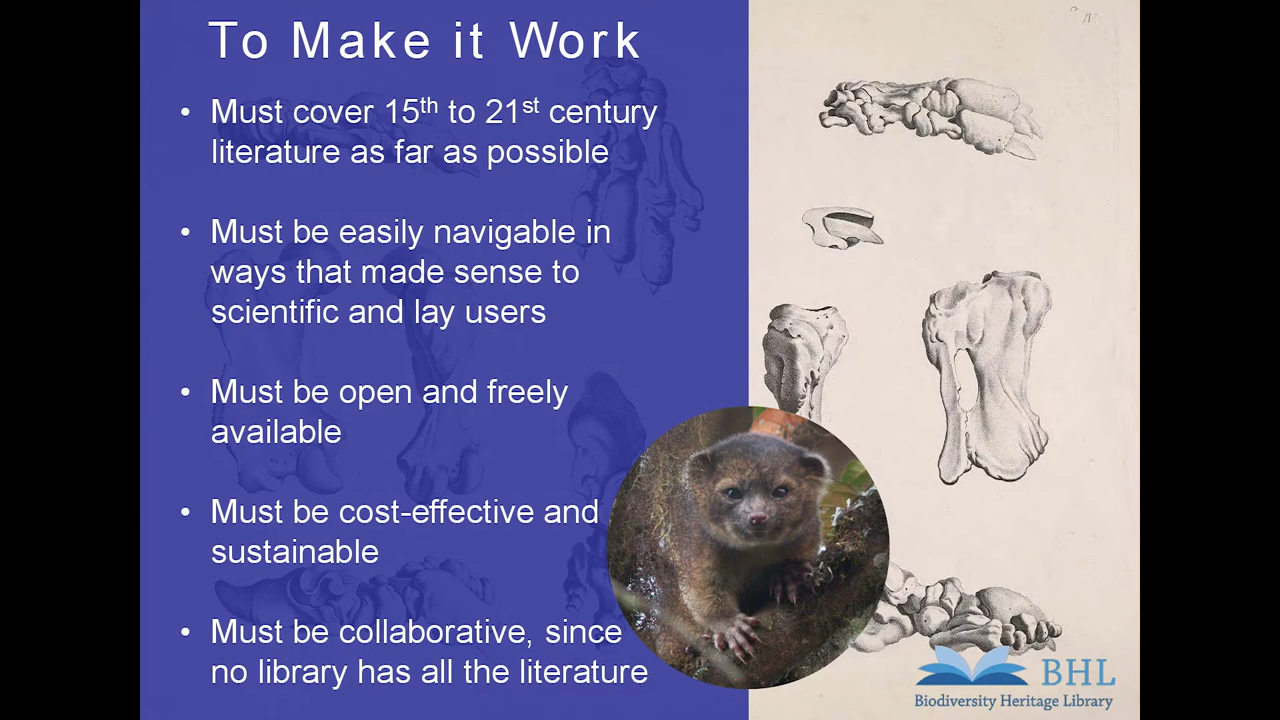 To Make it Work
• Must cover 15th to 21st century
literature as far as possible
• Must be easily navigable in
ways that made sense to
scientific and lay users
• Must be open and freely
available
• Must be cost-effective and
sustainable
• Must be collaborative, since
no library has all the literature
BHL
Biodiversity Heritage Library